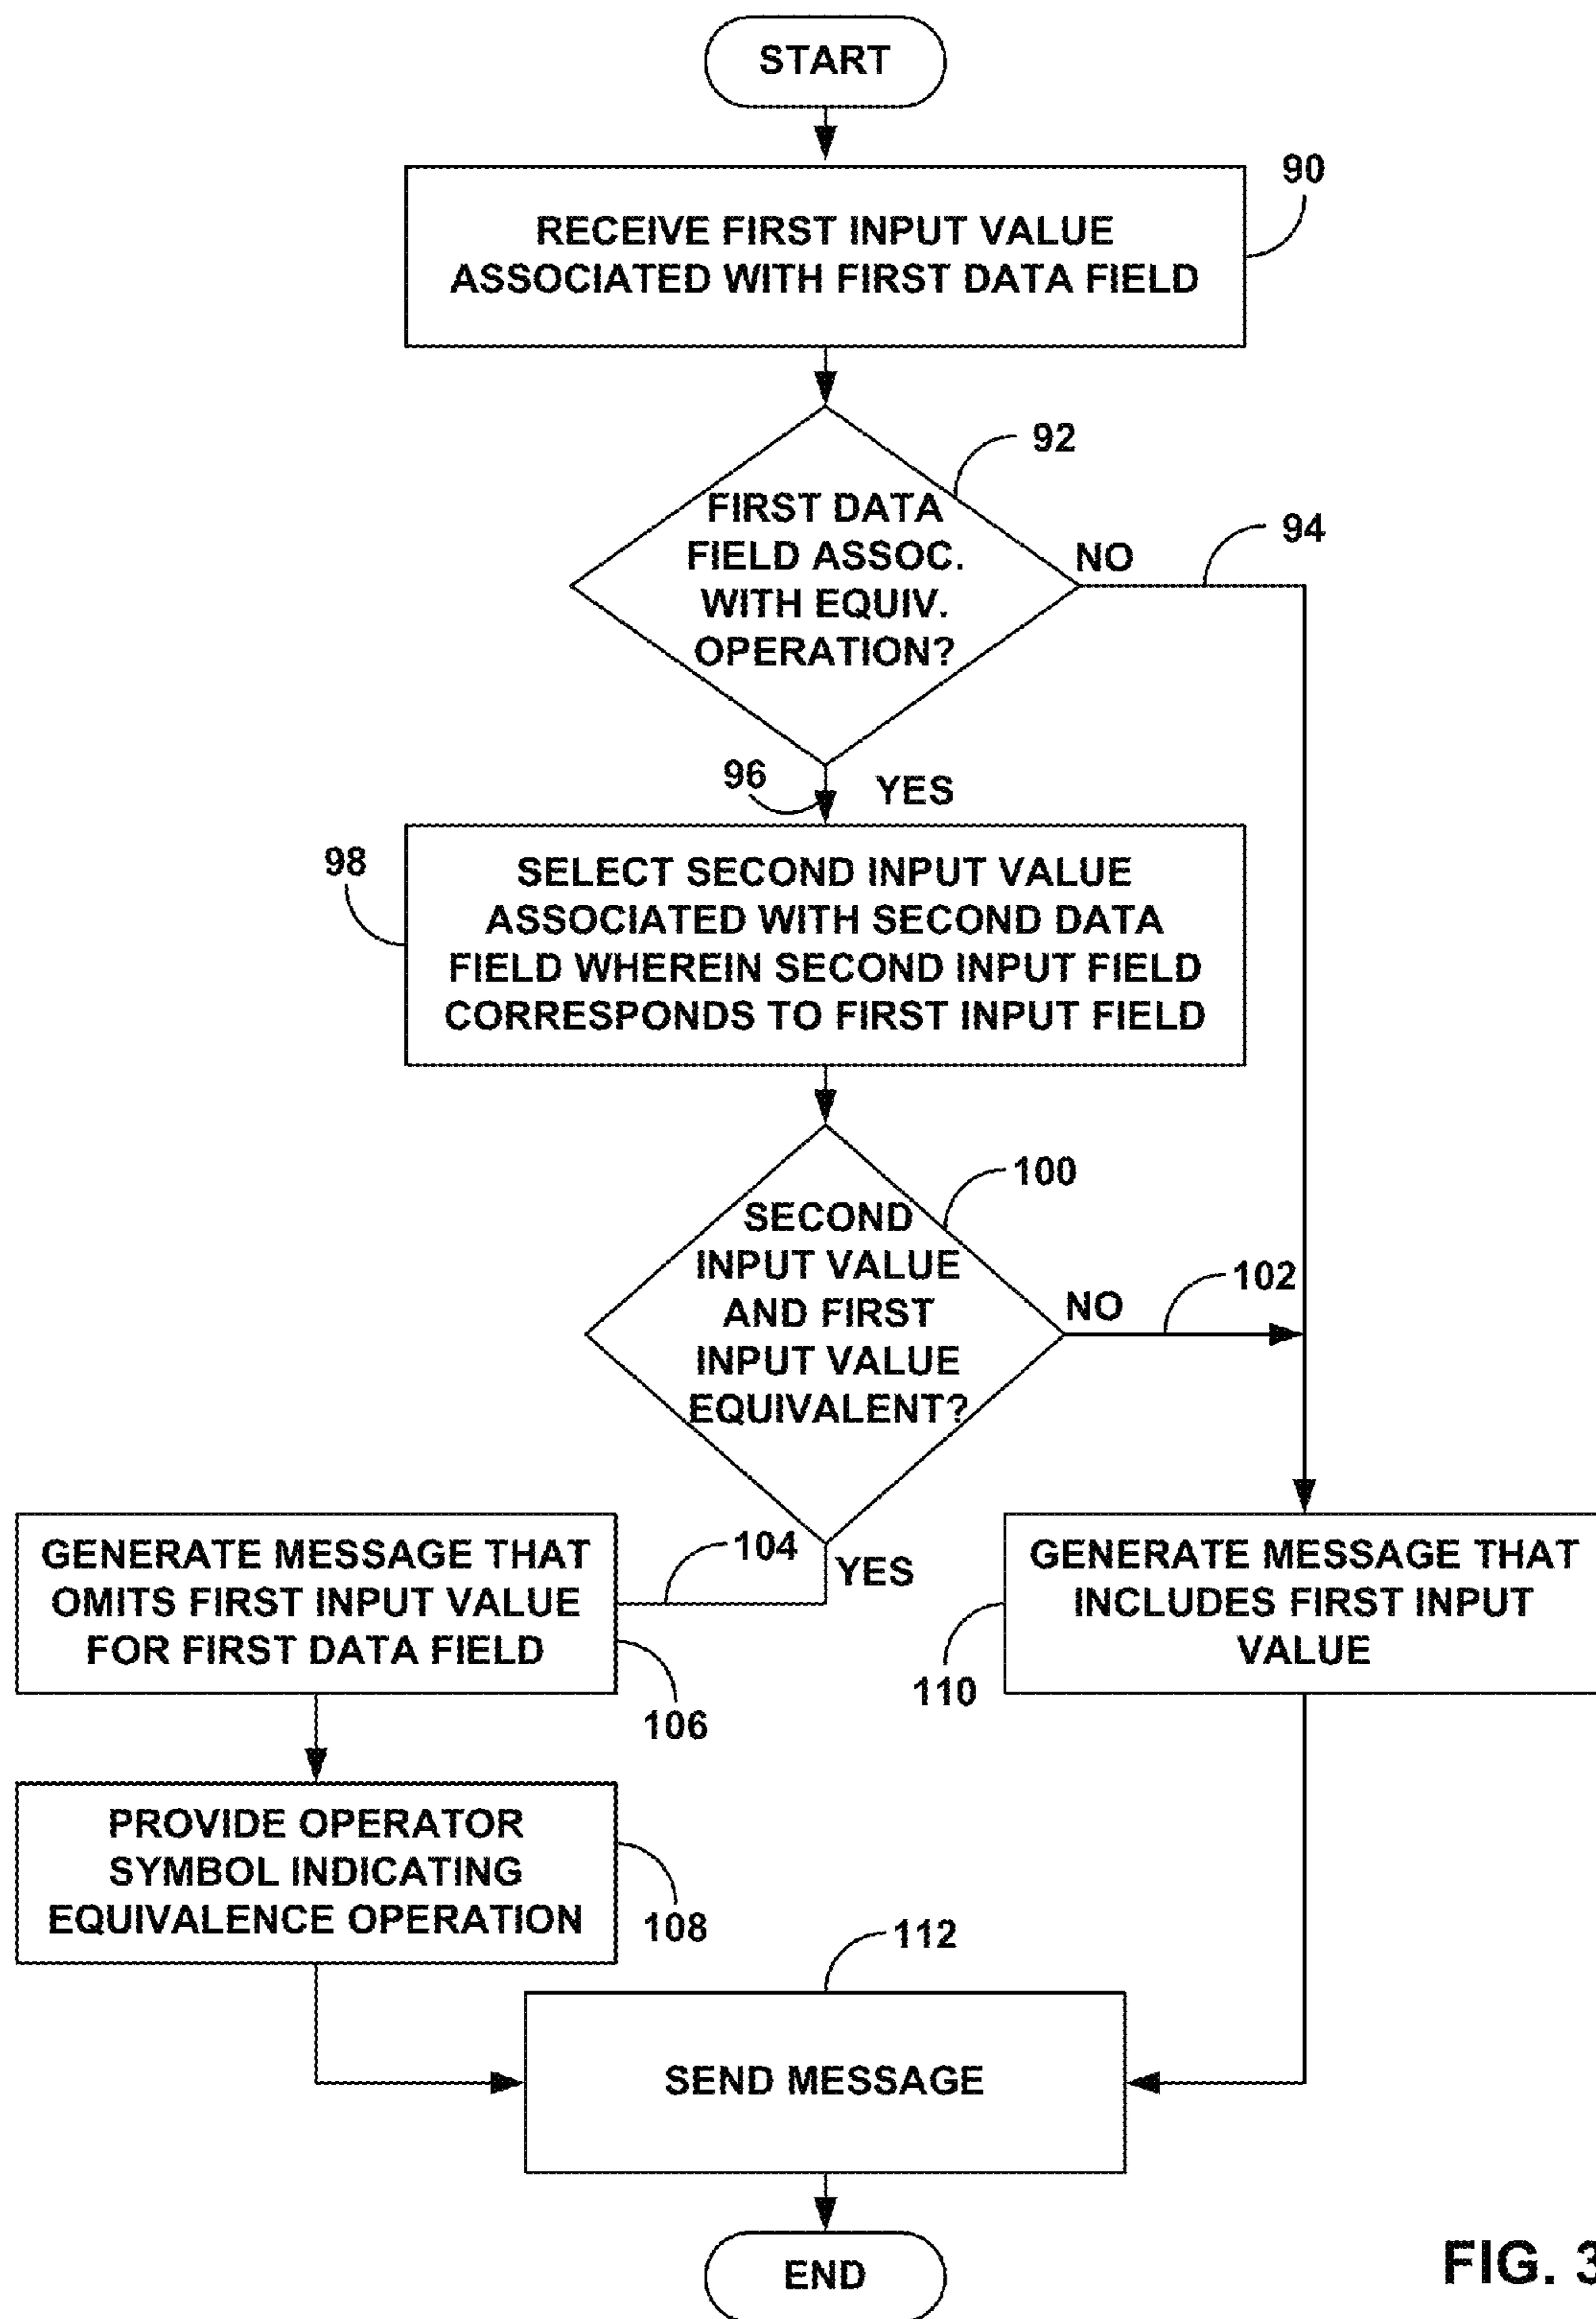 START
90
RECEIVE FIRST INPUT VALUE
ASSOCIATED WITH FIRST DATA FIELD
92
FIRST DATA
FIELD ASSOC.
WITH EQUIV.
OPERATION?
NO
94
96
YES
98
SELECT SECOND INPUT VALUE
ASSOCIATED WITH SECOND DATA
FIELD WHEREIN SECOND INPUT FIELD
CORRESPONDS TO FIRST INPUT FIELD
100
SECOND
INPUT VALUE
AND FIRST
INPUT VALUE
EQUIVALENT?
NO
102
104
YES
GENERATE MESSAGE THAT
OMITS FIRST INPUT VALUE
FOR FIRST DATA FIELD
106
GENERATE MESSAGE THAT
INCLUDES FIRST INPUT
VALUE
110
PROVIDE OPERATOR
SYMBOL INDICATING
EQUIVALENCE OPERATION
108
112
SEND MESSAGE
END
FIG. 3